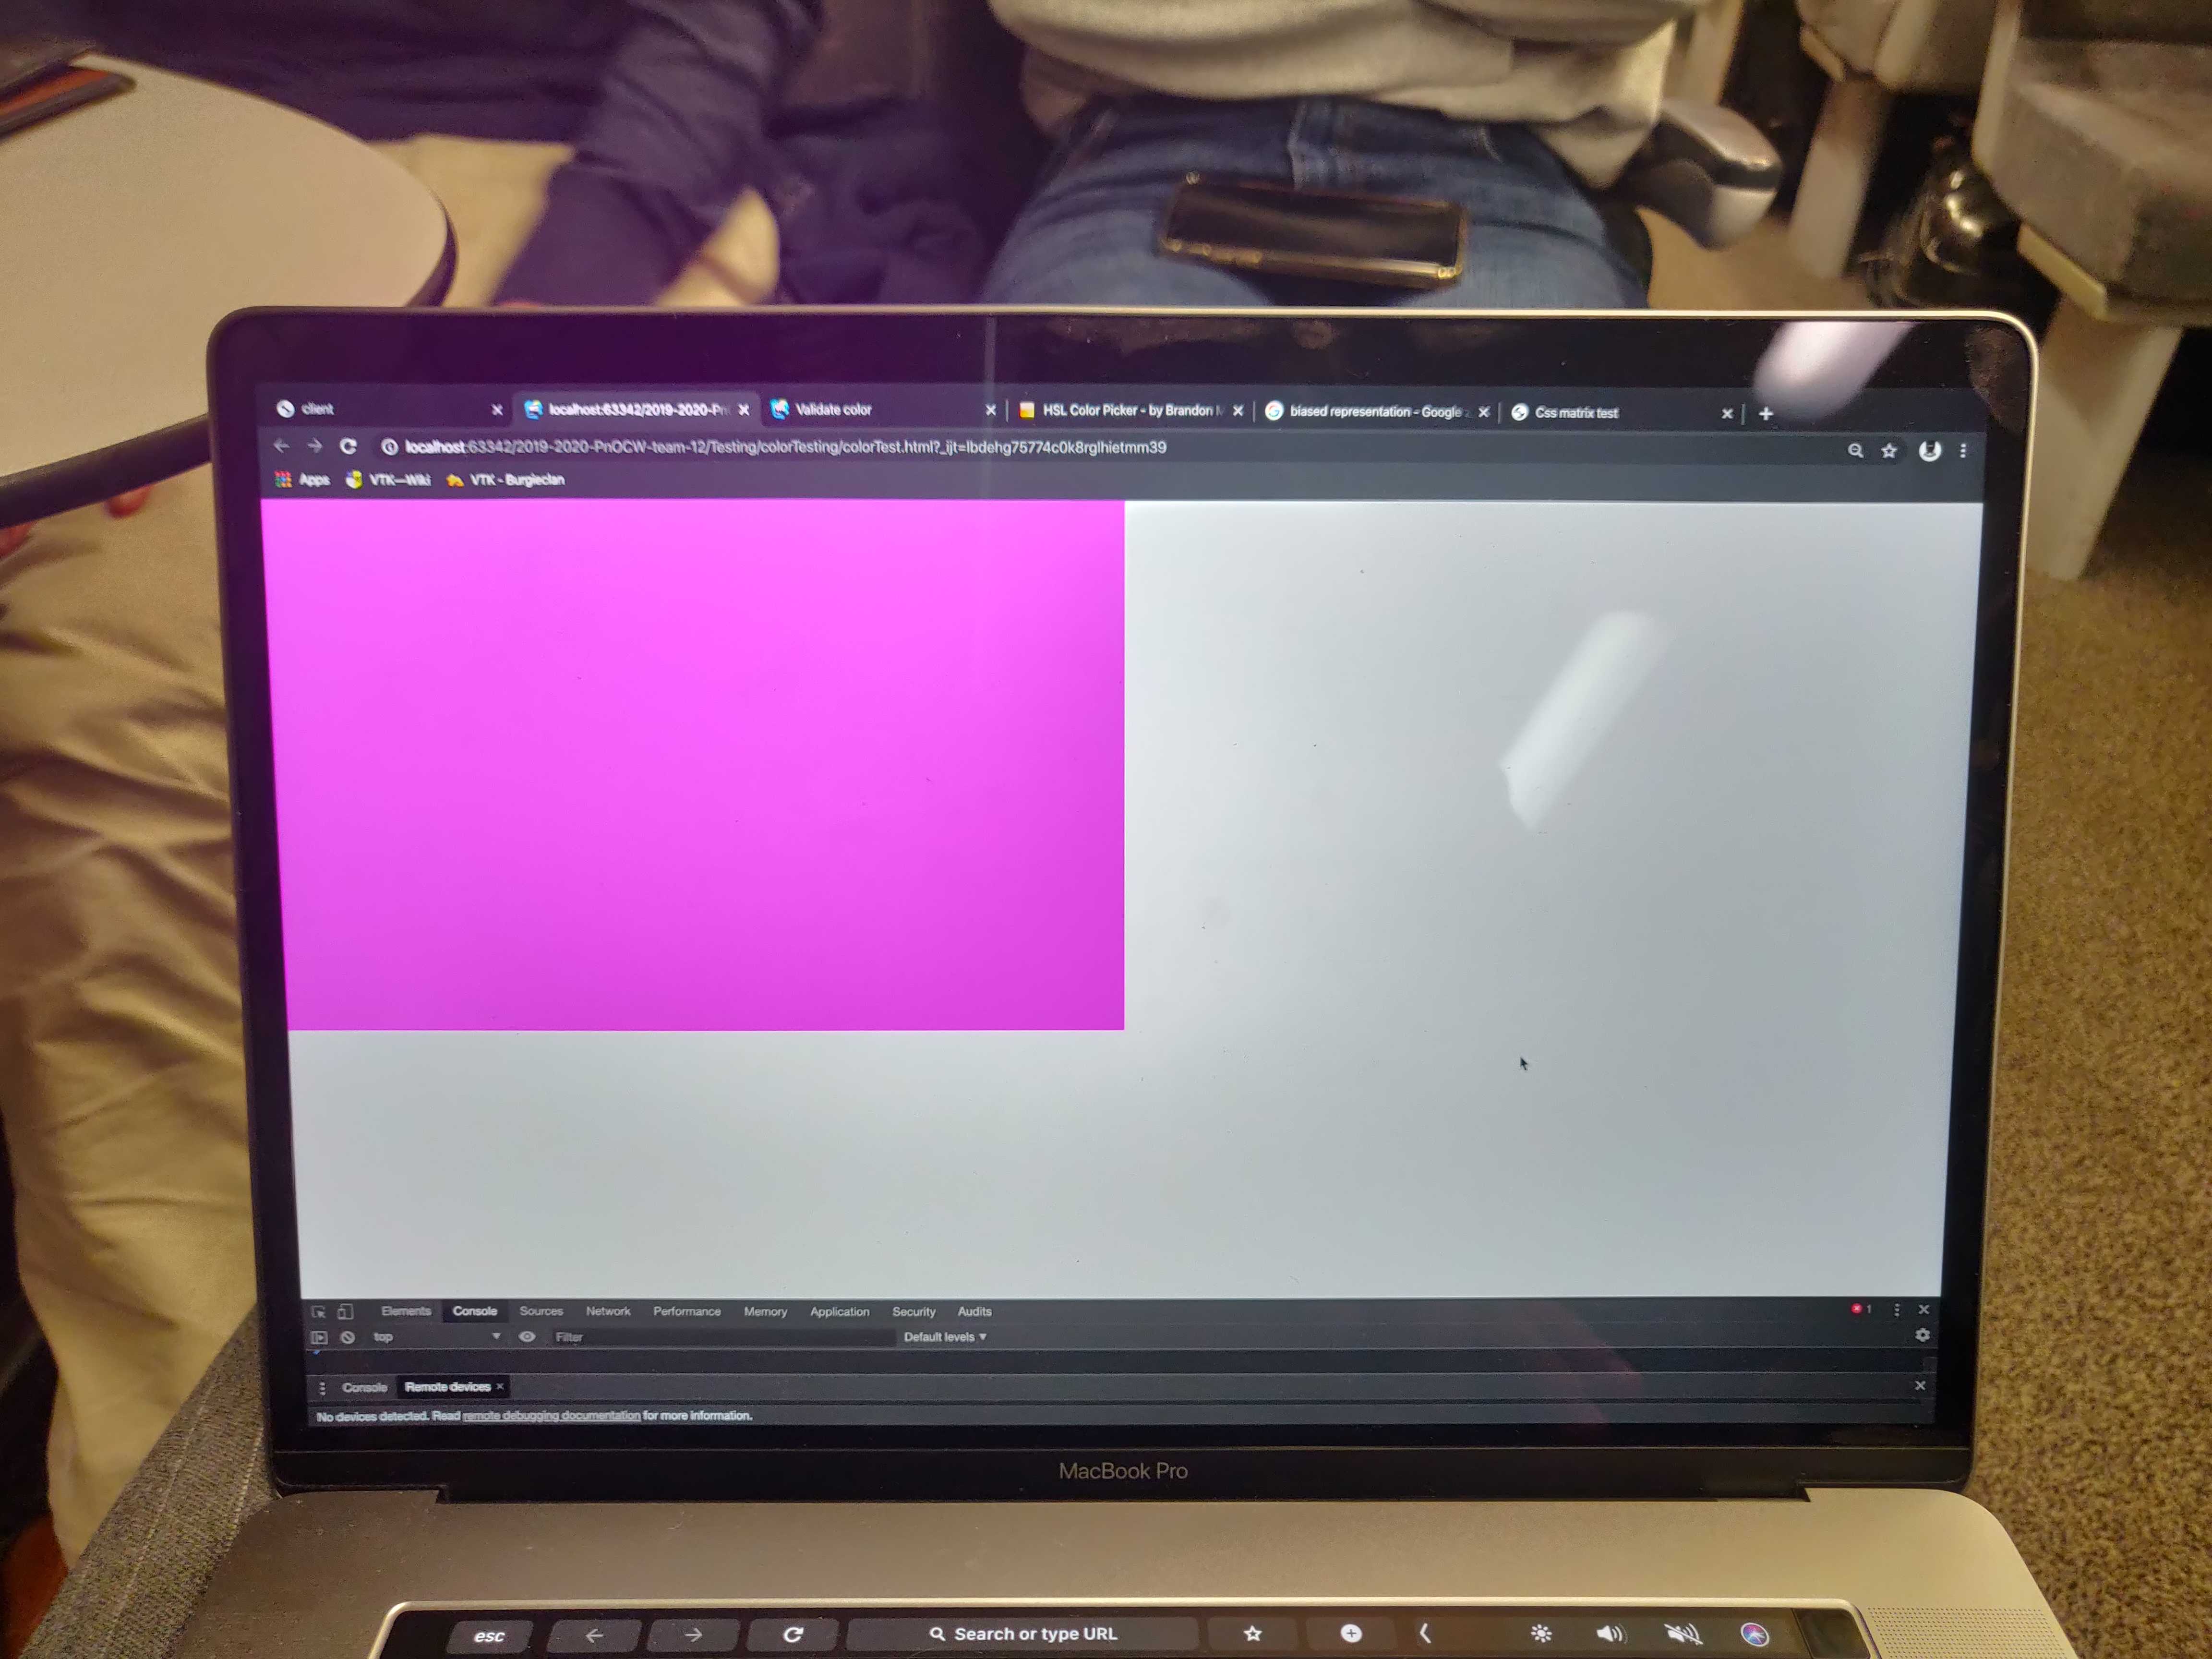 client
localhost:63342/2019-2020-Pn
Validate color
HSL Color Picker - by Brandon M
biased representation - Google
Css matrix test
localhost:63342/2019-2020-PnOCW-team-12/Testing/colorTesting/colorTest.html?_ijt=lbdehg75774c0k8rglhietmm39
Apps VTK—Wiki VTK - Burgieclan
Elements Console Sources Network Performance Memory Application Security Audits 1
top Filter Default levels
Console Remote devices
No devices detected. Read remote debugging documentation for more information.
MacBook Pro
esc Search or type URL